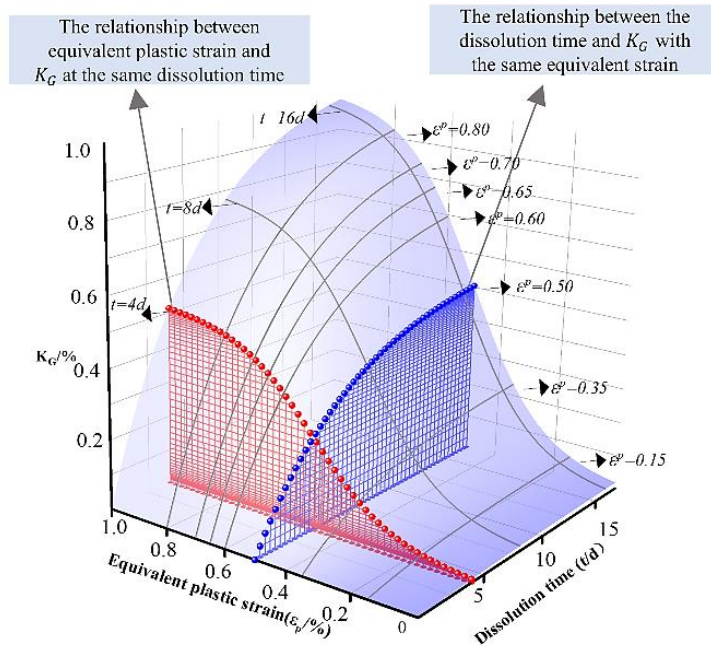 The relationship between
equivalent plastic strain and
K_G at the same dissolution time
The relationship between the
dissolution time and K_G with
the same equivalent strain
t 16d
t=8d
t=4d
ε^p=0.80
ε^p-0.70
ε^p-0.65
ε^p=0.60
ε^p=0.50
ε^p-0.35
ε^p-0.15
1.0
0.8
0.6
0.4
0.2
K_G/%
1.0
0.8
0.6
0.4
0.2
0
Equivalent plastic strain(ε_p/%)
5
10
15
Dissolution time (t/d)